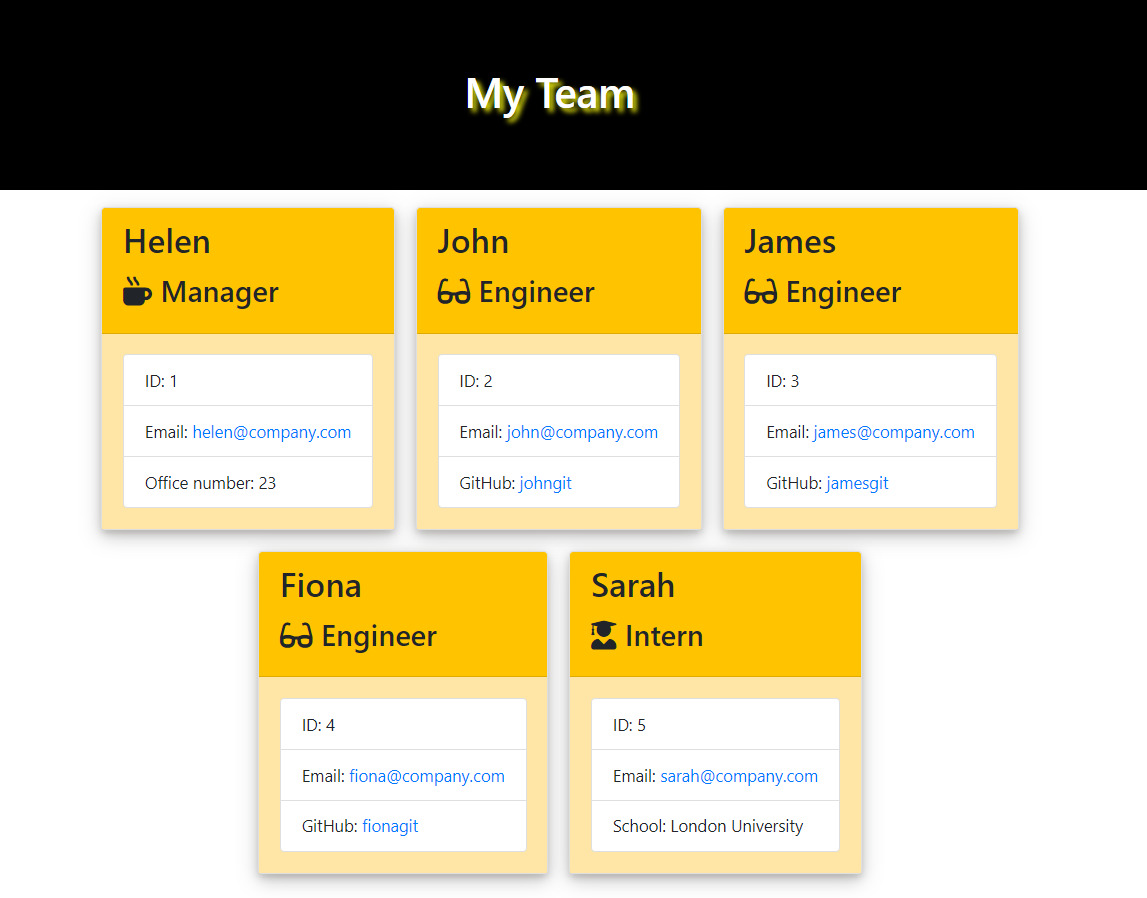 My Team
Helen
Manager
ID: 1
Email: helen@company.com
Office number: 23
John
Engineer
ID: 2
Email: john@company.com
GitHub: johngit
James
Engineer
ID: 3
Email: james@company.com
GitHub: jamesgit
Fiona
Engineer
ID: 4
Email: fiona@company.com
GitHub: fionagit
Sarah
Intern
ID: 5
Email: sarah@company.com
School: London University